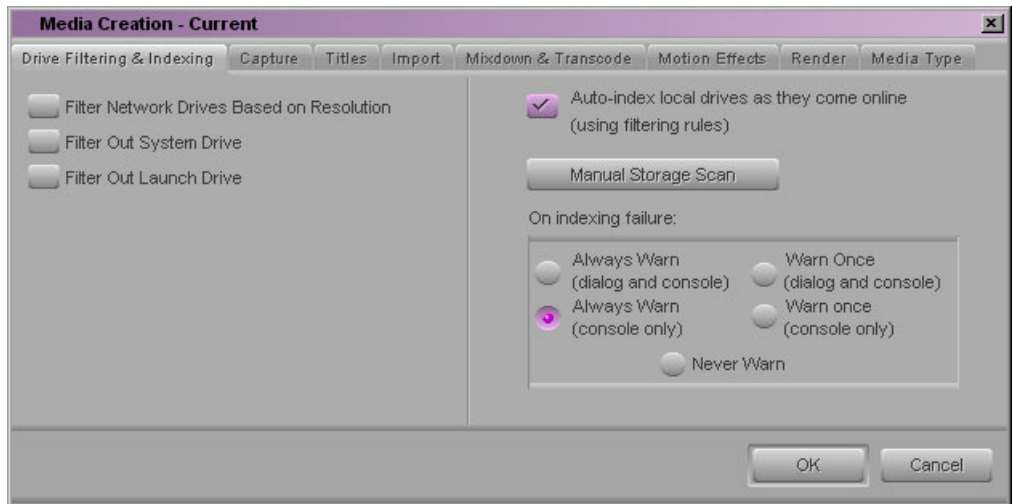 Media Creation - Current
Drive Filtering & Indexing Capture Titles Import Mixdown & Transcode Motion Effects Render Media Type
Filter Network Drives Based on Resolution
Filter Out System Drive
Filter Out Launch Drive
Auto-index local drives as they come online
(using filtering rules)
Manual Storage Scan
On indexing failure:
Always Warn
(dialog and console)
Warn Once
(dialog and console)
Always Warn
(console only)
Warn once
(console only)
Never Warn
OK Cancel